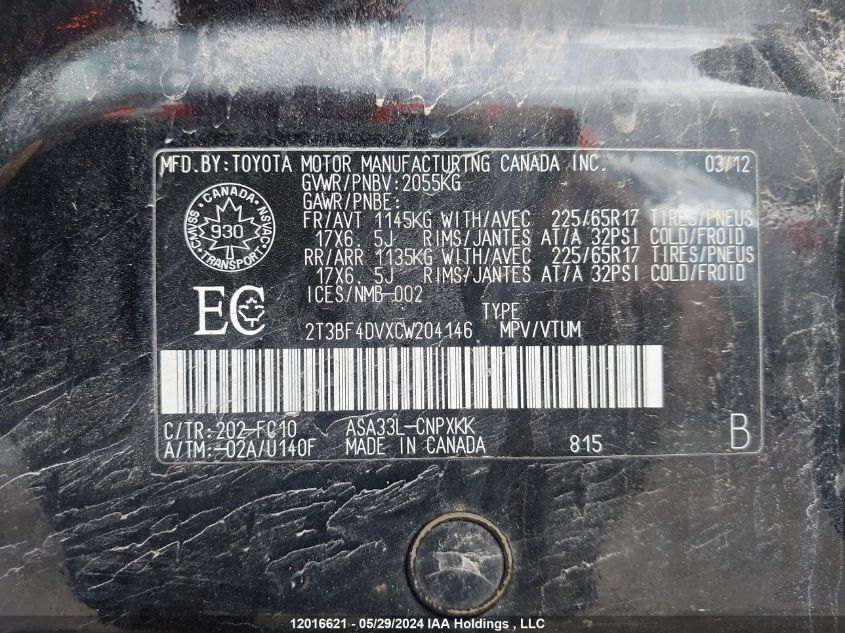 MFD.BY:TOYOTA MOTOR MANUFACTURING CANADA INC. 03/12
GVWR/PNBV:2055KG
GAWR/PNBE:
FR/AVT 1145KG WITH/AVEC 225/65R17 TIRES/PNEUS
17X6.5J RIMS/JANTES AT/A 32PSI COLD/FROID
RR/ARR 1135KG WITH/AVEC 225/65R17 TIRES/PNEUS
17X6.5J RIMS/JANTES AT/A 32PSI COLD/FROID
ICES/NMB-002
CANADA
CMVSS 930 NSVAC
TRANSPORT
EC
TYPE
2T3BF4DVXCW204146 MPV/VTUM
C/TR:202-FC10 ASA33L-CNPXKK
A/TM:-02A/U140F MADE IN CANADA 815 B
12016621 - 05/29/2024 IAA Holdings , LLC